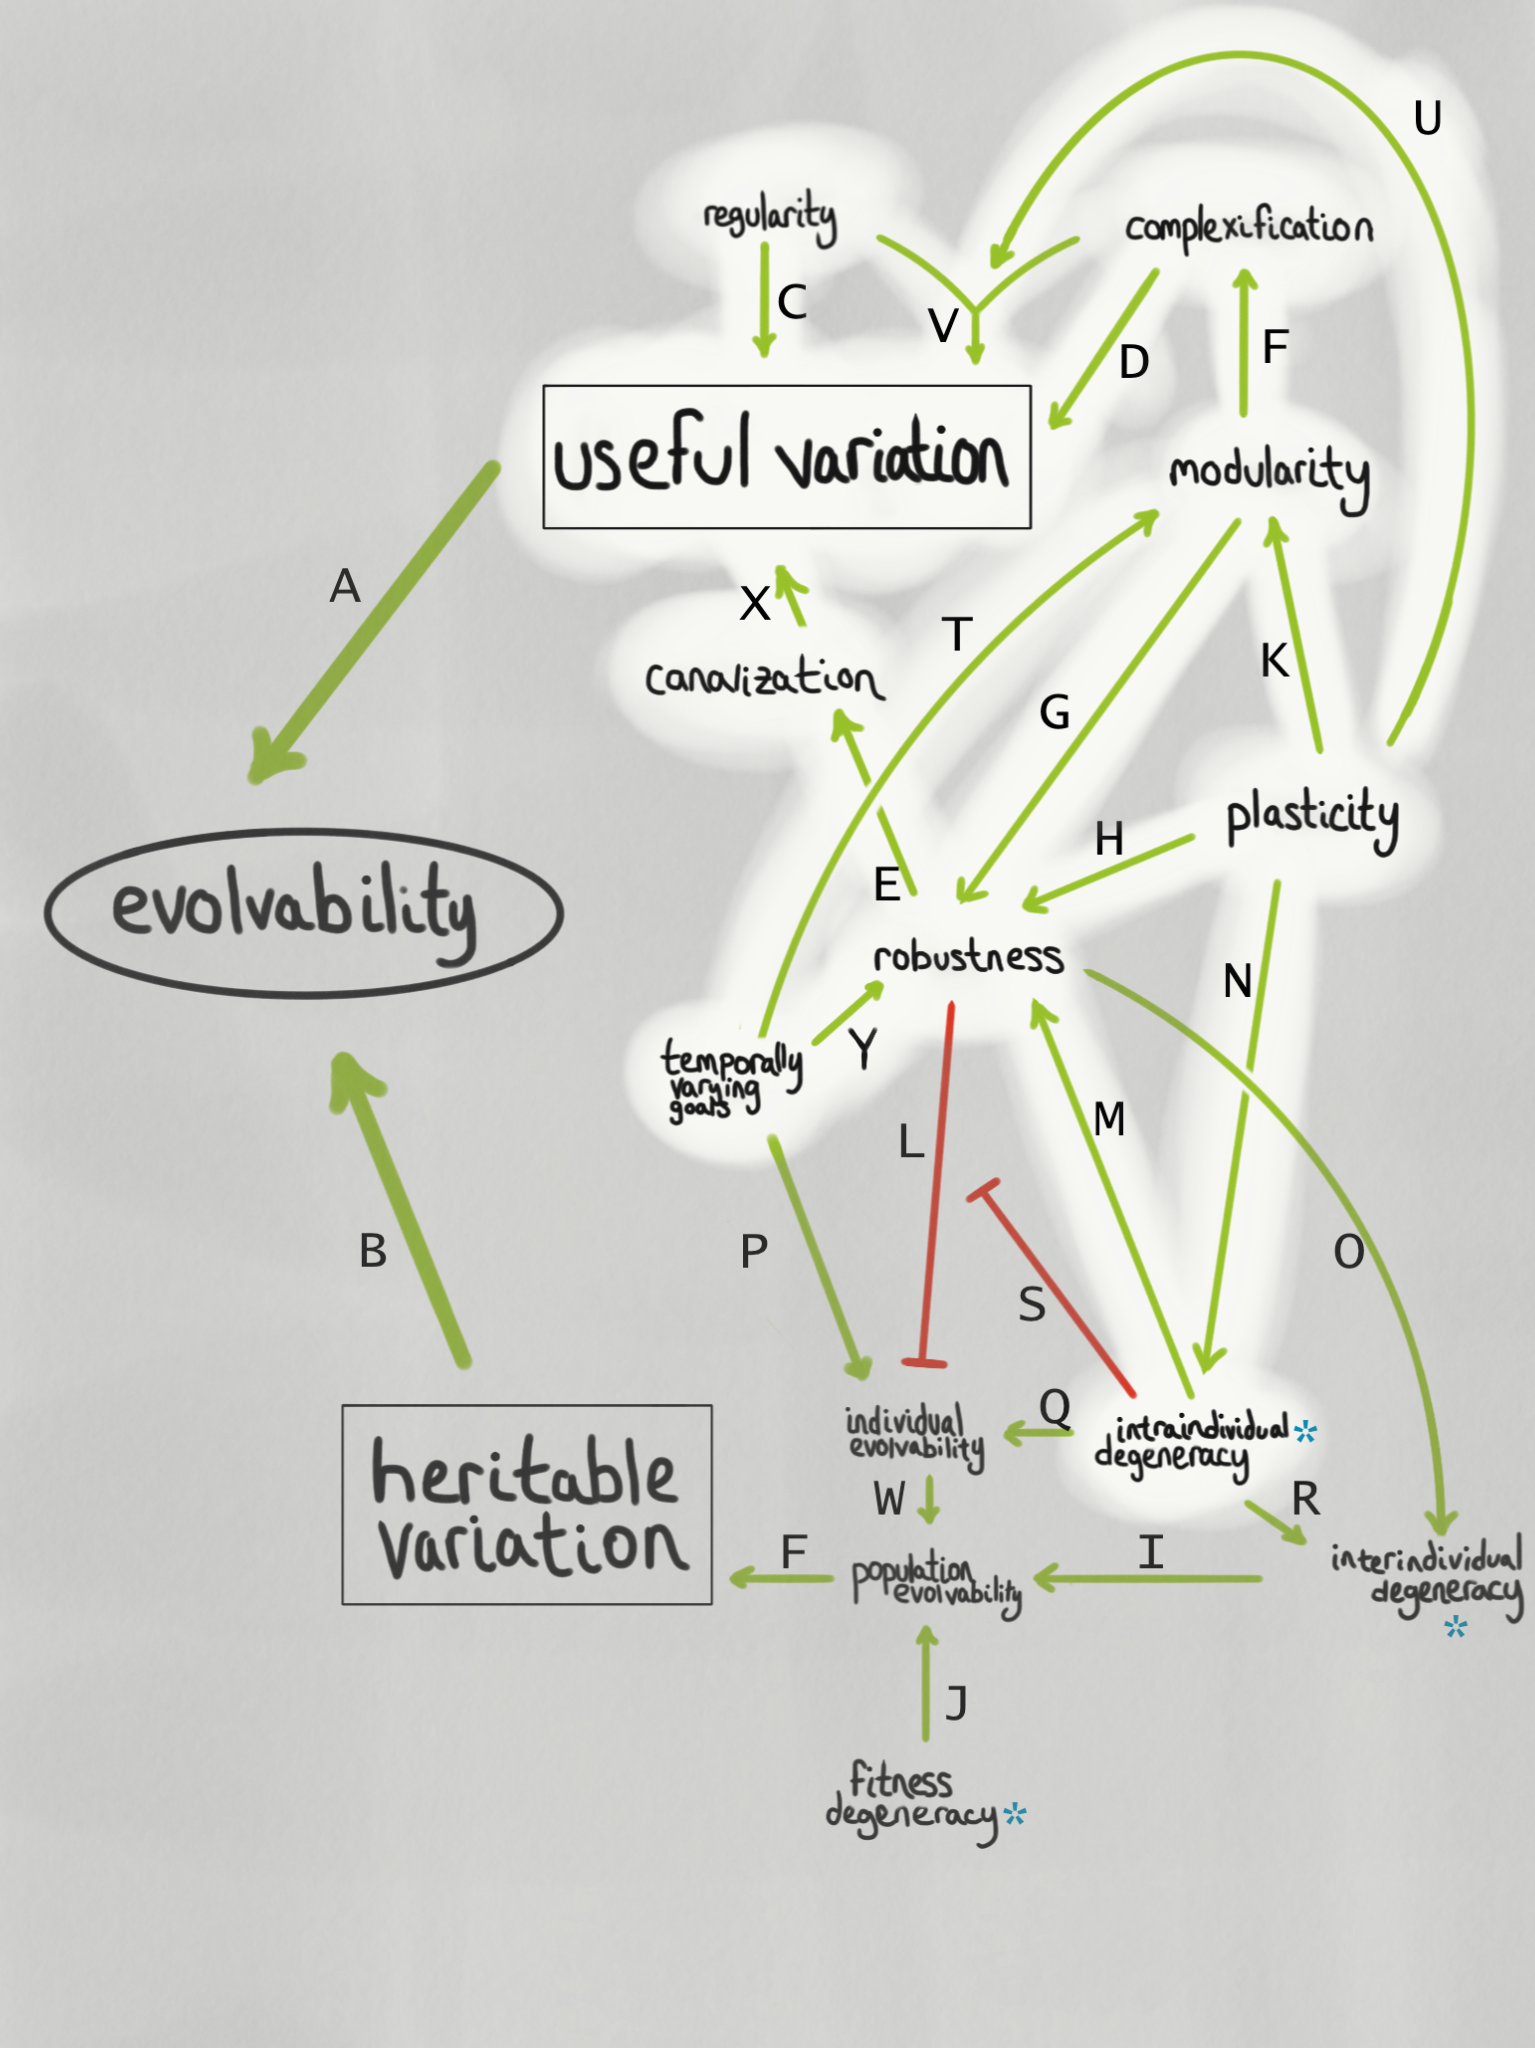 U
regularity
complexification
C
V
D
F
useful variation
modularity
A
X
T
canalization
G
K
plasticity
H
E
evolvability
robustness
N
Y
temporally
varying
goals
L
M
P
B
S
O
Q
individual
evolvability
intraindividual*
degeneracy
heritable
variation
W
R
F
I
population
evolvability
interindividual
degeneracy
*
J
fitness
degeneracy*